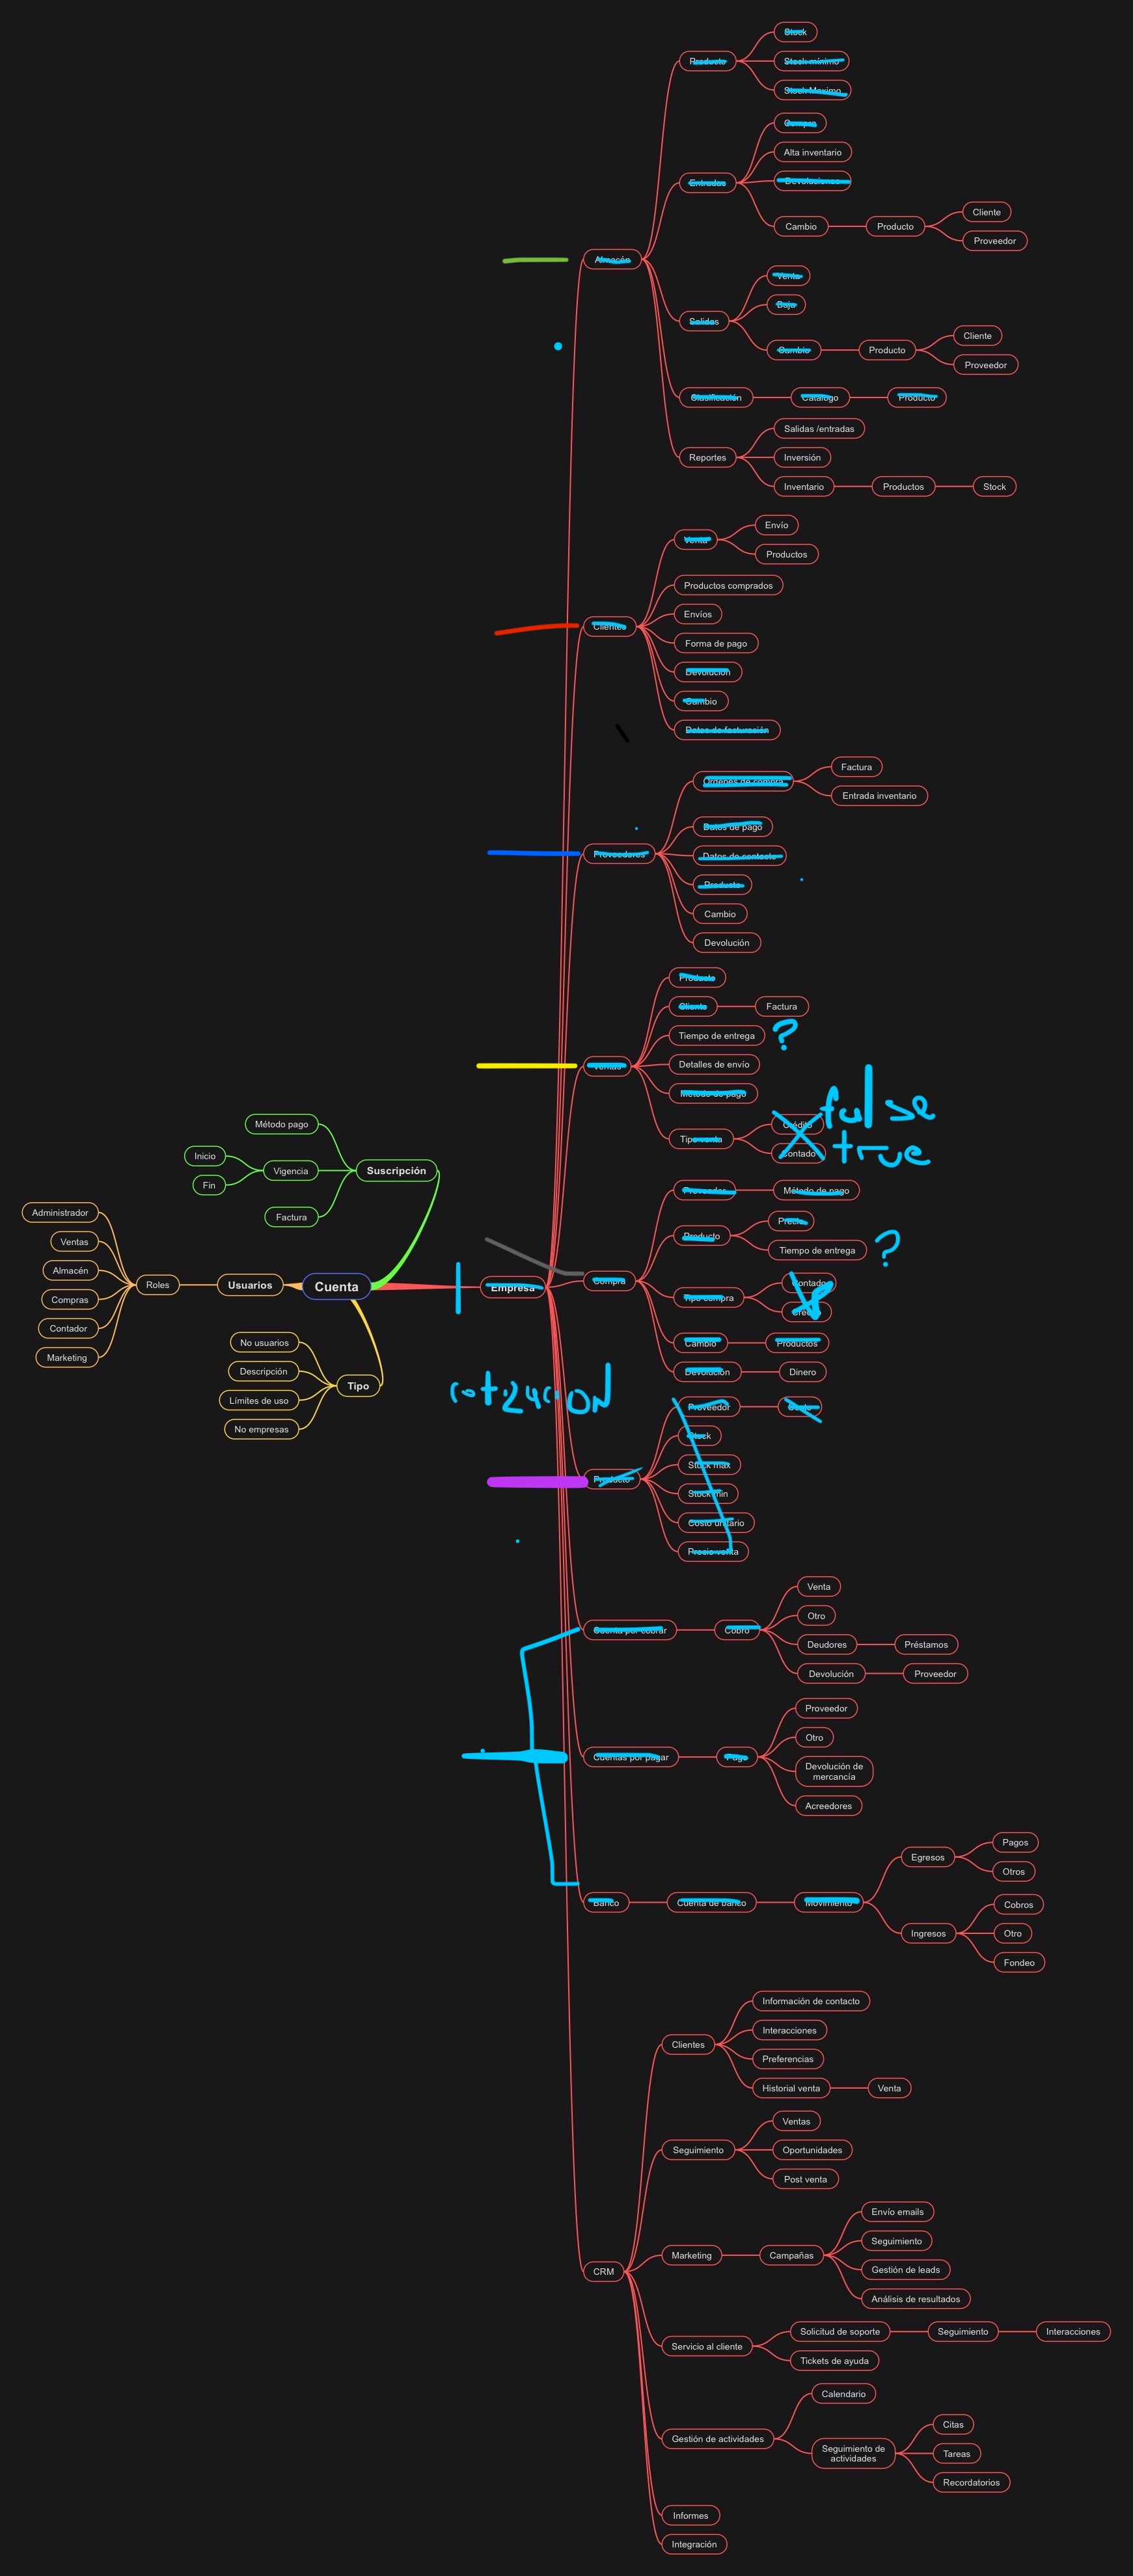 Stock
Producto
Stock mínimo
Stock Maximo
Compra
Alta inventario
Entradas
Devoluciones
Cambio
Producto
Cliente
Proveedor
Almacén
Venta
Baja
Salidas
Cambio
Producto
Cliente
Proveedor
Clasificación
Catálogo
Producto
Reportes
Salidas /entradas
Inversión
Inventario
Productos
Stock
Venta
Envío
Productos
Productos comprados
Envíos
Clientes
Forma de pago
Devolución
Cambio
Datos de facturación
Ordenes de compra
Factura
Entrada inventario
Datos de pago
Proveedores
Datos de contacto
Producto
Cambio
Devolución
Producto
Cliente
Factura
Tiempo de entrega
?
Ventas
Detalles de envío
Método de pago
Tipo venta
Crédito
false
Contado
true
Método pago
Suscripción
Inicio
Vigencia
Fin
Factura
Administrador
Ventas
Almacén
Roles
Usuarios
Cuenta
Compras
Contador
Marketing
No usuarios
Descripción
Tipo
Límites de uso
No empresas
Empresa
Proveedor
Método de pago
Producto
Precio
Tiempo de entrega
?
Compra
Tipo compra
Contado
Crédito
Cambio
Productos
Devolución
Dinero
cotización
Proveedor
Stock
Producto
Stock max
Stock min
Costo unitario
Precio venta
Cuenta por cobrar
Cobro
Venta
Otro
Deudores
Préstamos
Devolución
Proveedor
Cuentas por pagar
Pago
Proveedor
Otro
Devolución de
mercancía
Acreedores
Banco
Cuenta de banco
Movimiento
Egresos
Pagos
Otros
Ingresos
Cobros
Otro
Fondeo
CRM
Clientes
Información de contacto
Interacciones
Preferencias
Historial venta
Venta
Seguimiento
Ventas
Oportunidades
Post venta
Marketing
Campañas
Envío emails
Seguimiento
Gestión de leads
Análisis de resultados
Servicio al cliente
Solicitud de soporte
Seguimiento
Interacciones
Tickets de ayuda
Gestión de actividades
Calendario
Seguimiento de
actividades
Citas
Tareas
Recordatorios
Informes
Integración